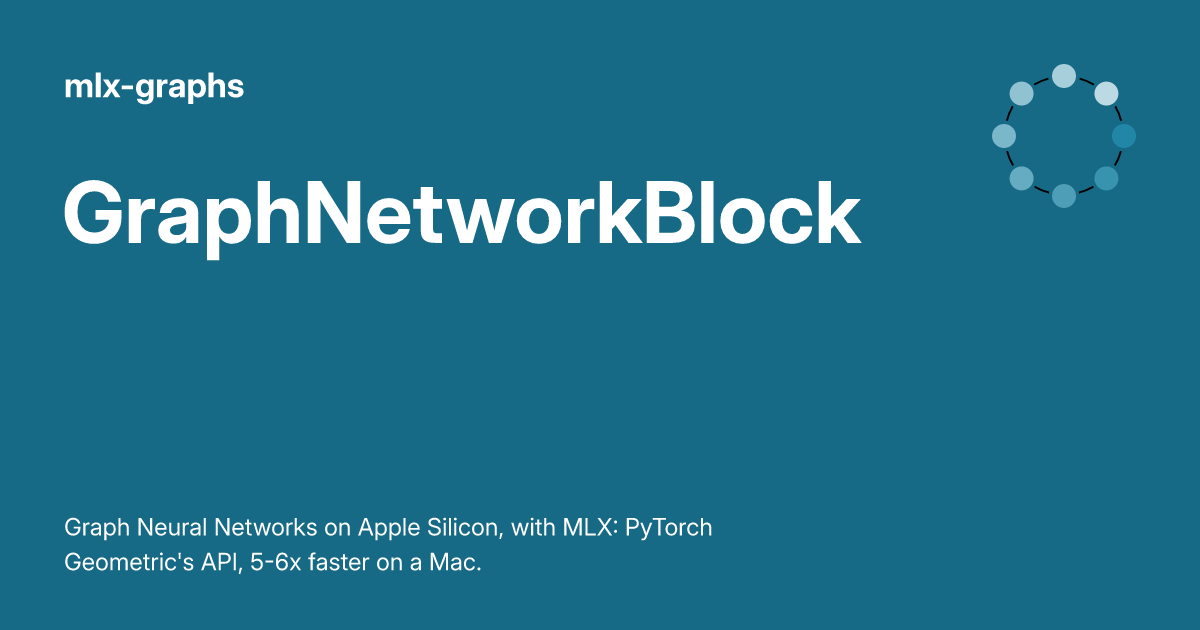 mlx-graphs
GraphNetworkBlock
Graph Neural Networks on Apple Silicon, with MLX: PyTorch
Geometric's API, 5-6x faster on a Mac.